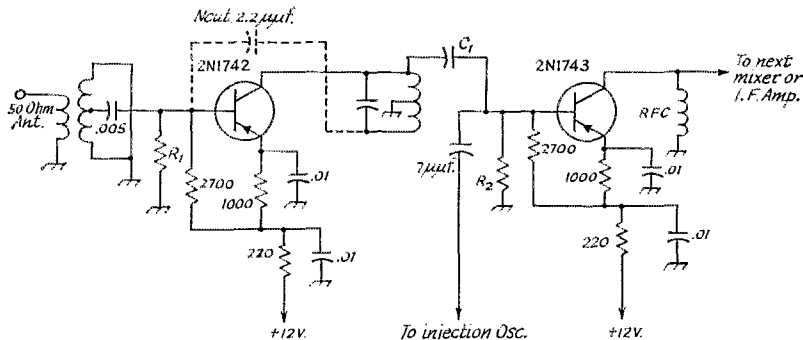 Neut. 2.2 µµf.
2N1742
C1
2N1743
To next
mixer or
I.F. Amp.
50 Ohm
Ant.
.005
R1
2700
1000
.01
220
.01
+12V.
7µµf.
R2
2700
1000
.01
RFC
220
.01
To injection Osc.
+12V.